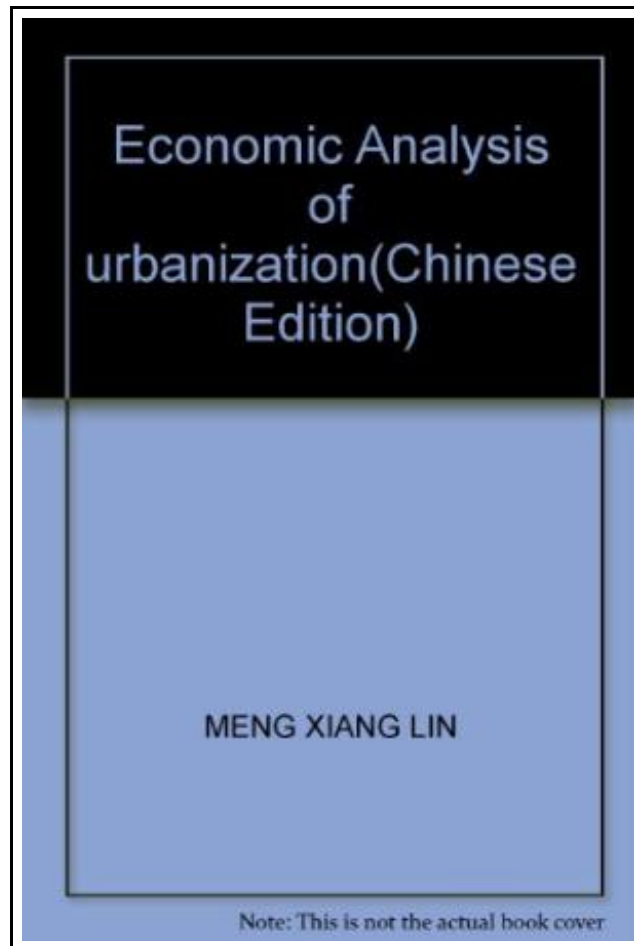 Economic Analysis
of
urbanization(Chinese
Edition)
MENG XIANG LIN
Note: This is not the actual book cover